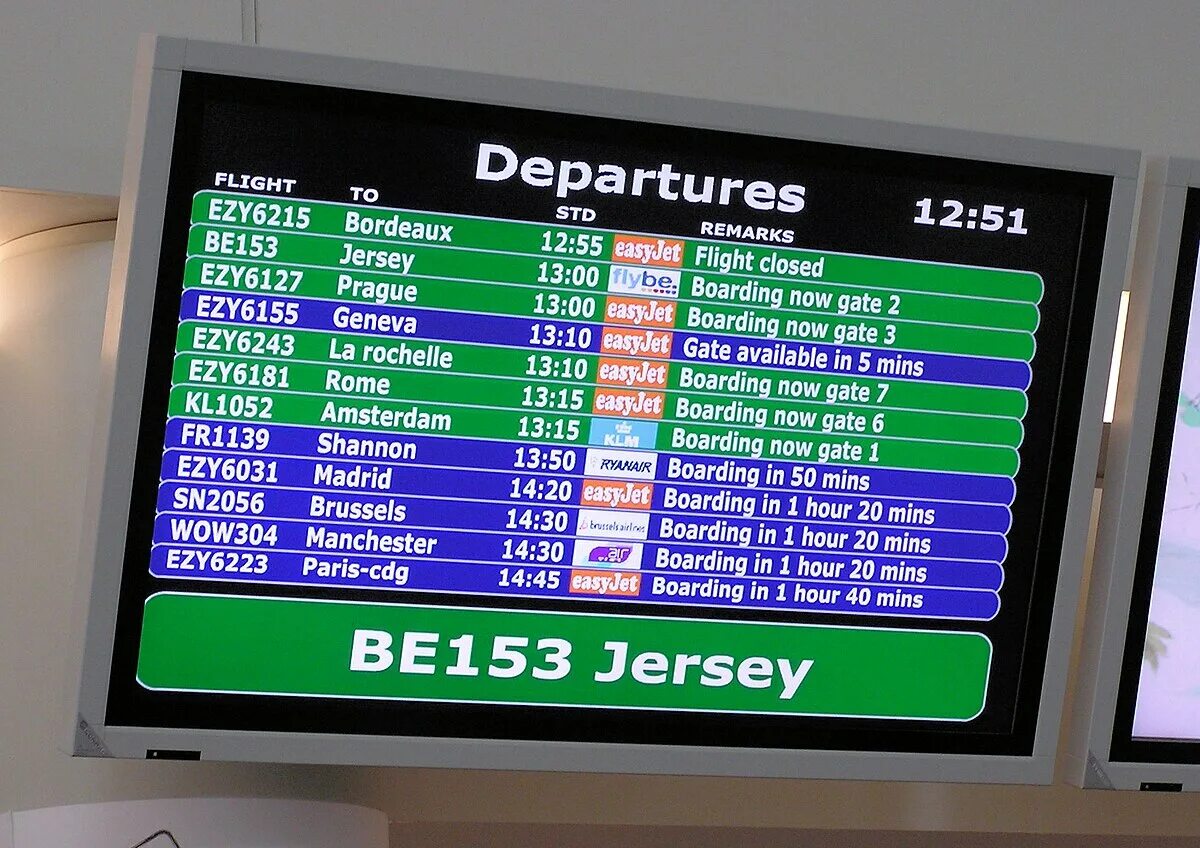 Departures
12:51
FLIGHT TO STD REMARKS
EZY6215 Bordeaux 12:55 easyJet Flight closed
BE153 Jersey 13:00 flybe. Boarding now gate 2
EZY6127 Prague 13:00 easyJet Boarding now gate 3
EZY6155 Geneva 13:10 easyJet Gate available in 5 mins
EZY6243 La rochelle 13:10 easyJet Boarding now gate 7
EZY6181 Rome 13:15 easyJet Boarding now gate 6
KL1052 Amsterdam 13:15 KLM Boarding now gate 1
FR1139 Shannon 13:50 RYANAIR Boarding in 50 mins
EZY6031 Madrid 14:20 easyJet Boarding in 1 hour 20 mins
SN2056 Brussels 14:30 brussels airlines Boarding in 1 hour 20 mins
WOW304 Manchester 14:30 air Boarding in 1 hour 20 mins
EZY6223 Paris-cdg 14:45 easyJet Boarding in 1 hour 40 mins
BE153 Jersey